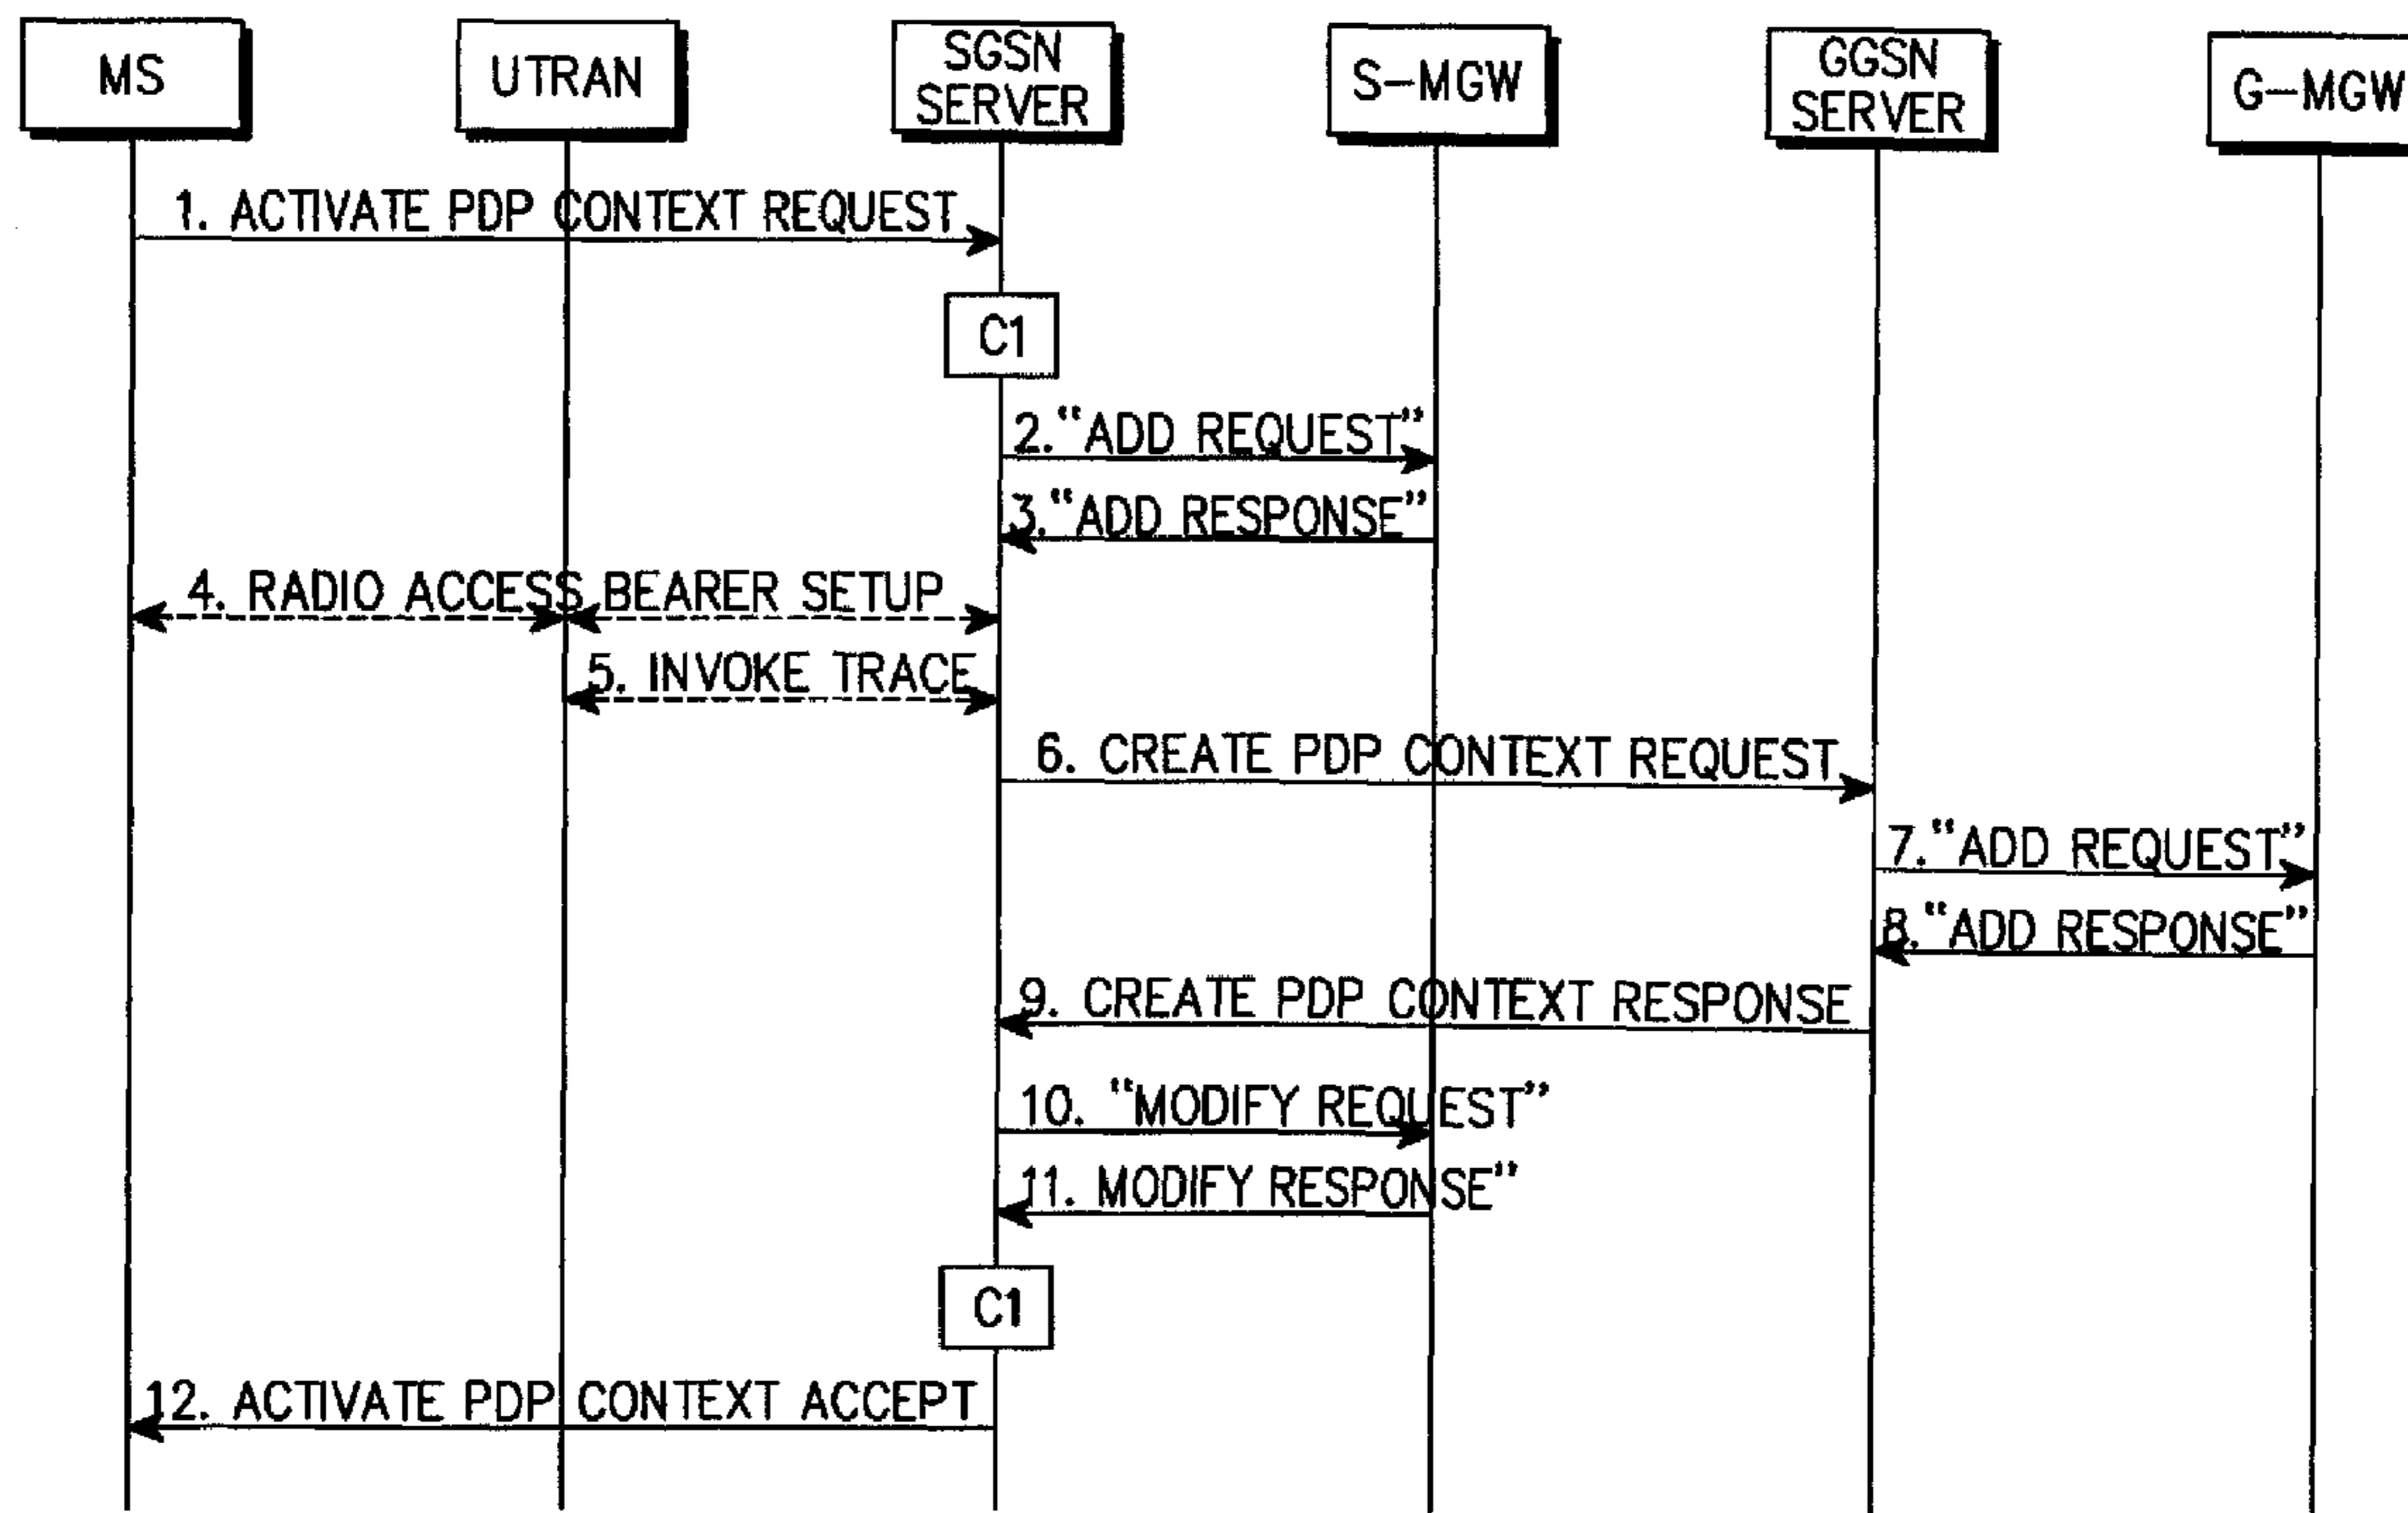 MS
UTRAN
SGSN
SERVER
S-MGW
GGSN
SERVER
G-MGW
1. ACTIVATE PDP CONTEXT REQUEST
C1
2. “ADD REQUEST”
3. “ADD RESPONSE”
4. RADIO ACCESS BEARER SETUP
5. INVOKE TRACE
6. CREATE PDP CONTEXT REQUEST
7. “ADD REQUEST”
8. “ADD RESPONSE”
9. CREATE PDP CONTEXT RESPONSE
10. “MODIFY REQUEST”
11. MODIFY RESPONSE”
C1
12. ACTIVATE PDP CONTEXT ACCEPT